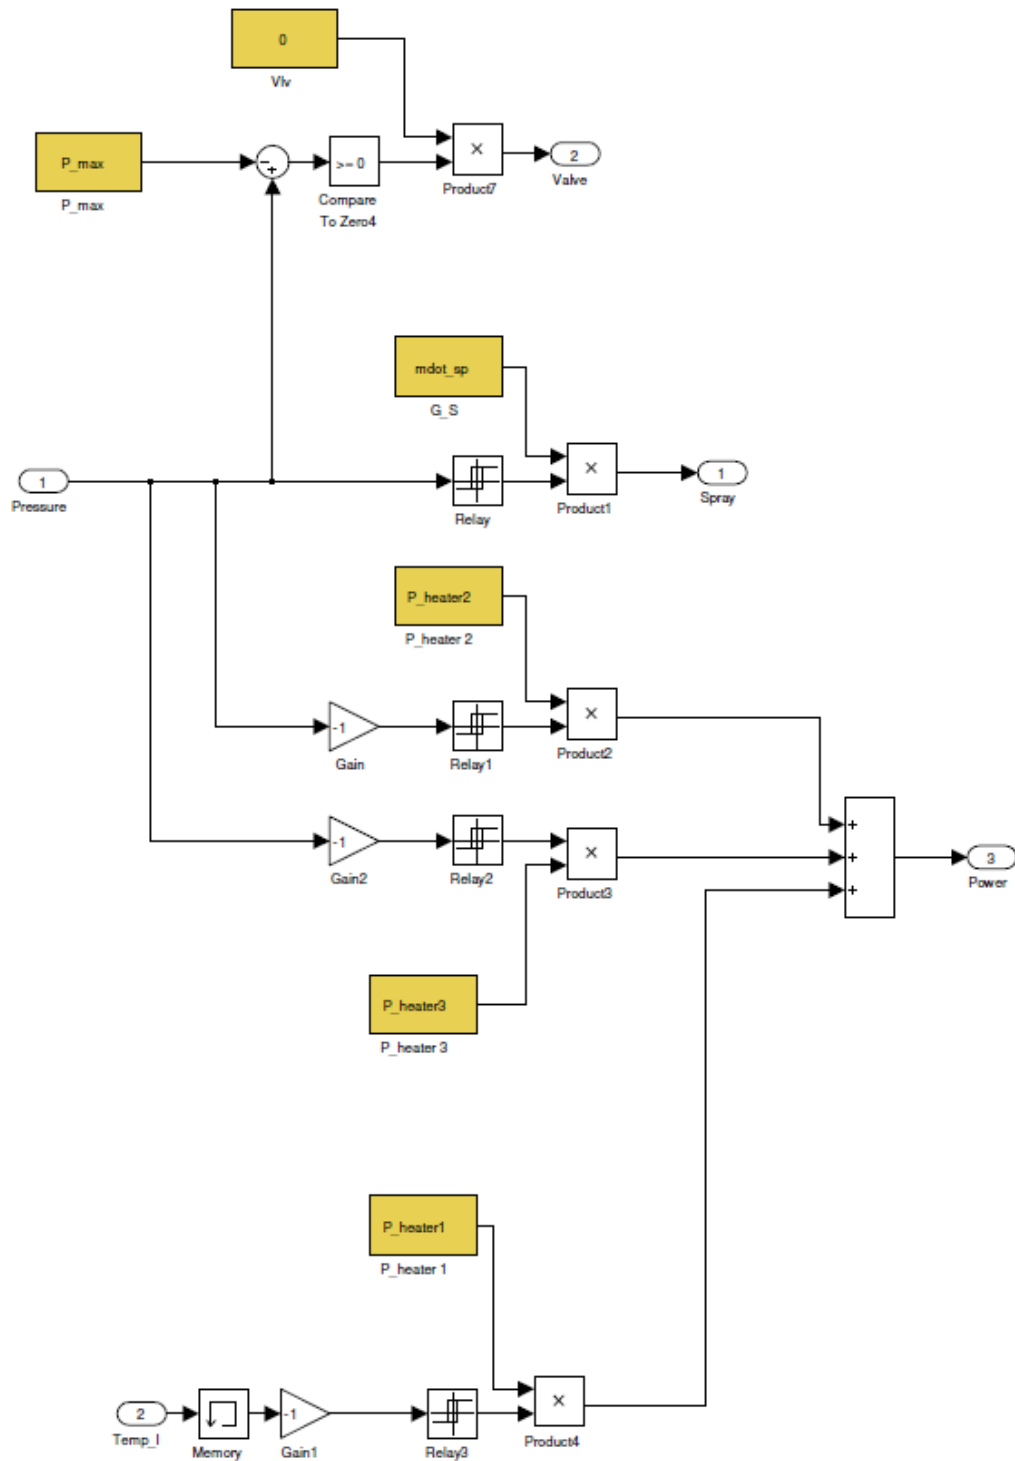 0
Vlv
P_max
P_max
-
+
>= 0
Compare
To Zero4
×
Product7
2
Valve
mdot_sp
G_S
1
Pressure
Relay
×
Product1
1
Spray
P_heater2
P_heater 2
-1
Gain
Relay1
×
Product2
-1
Gain2
Relay2
×
Product3
+
+
+
3
Power
P_heater3
P_heater 3
P_heater1
P_heater 1
2
Temp_l
Memory
-1
Gain1
Relay3
×
Product4